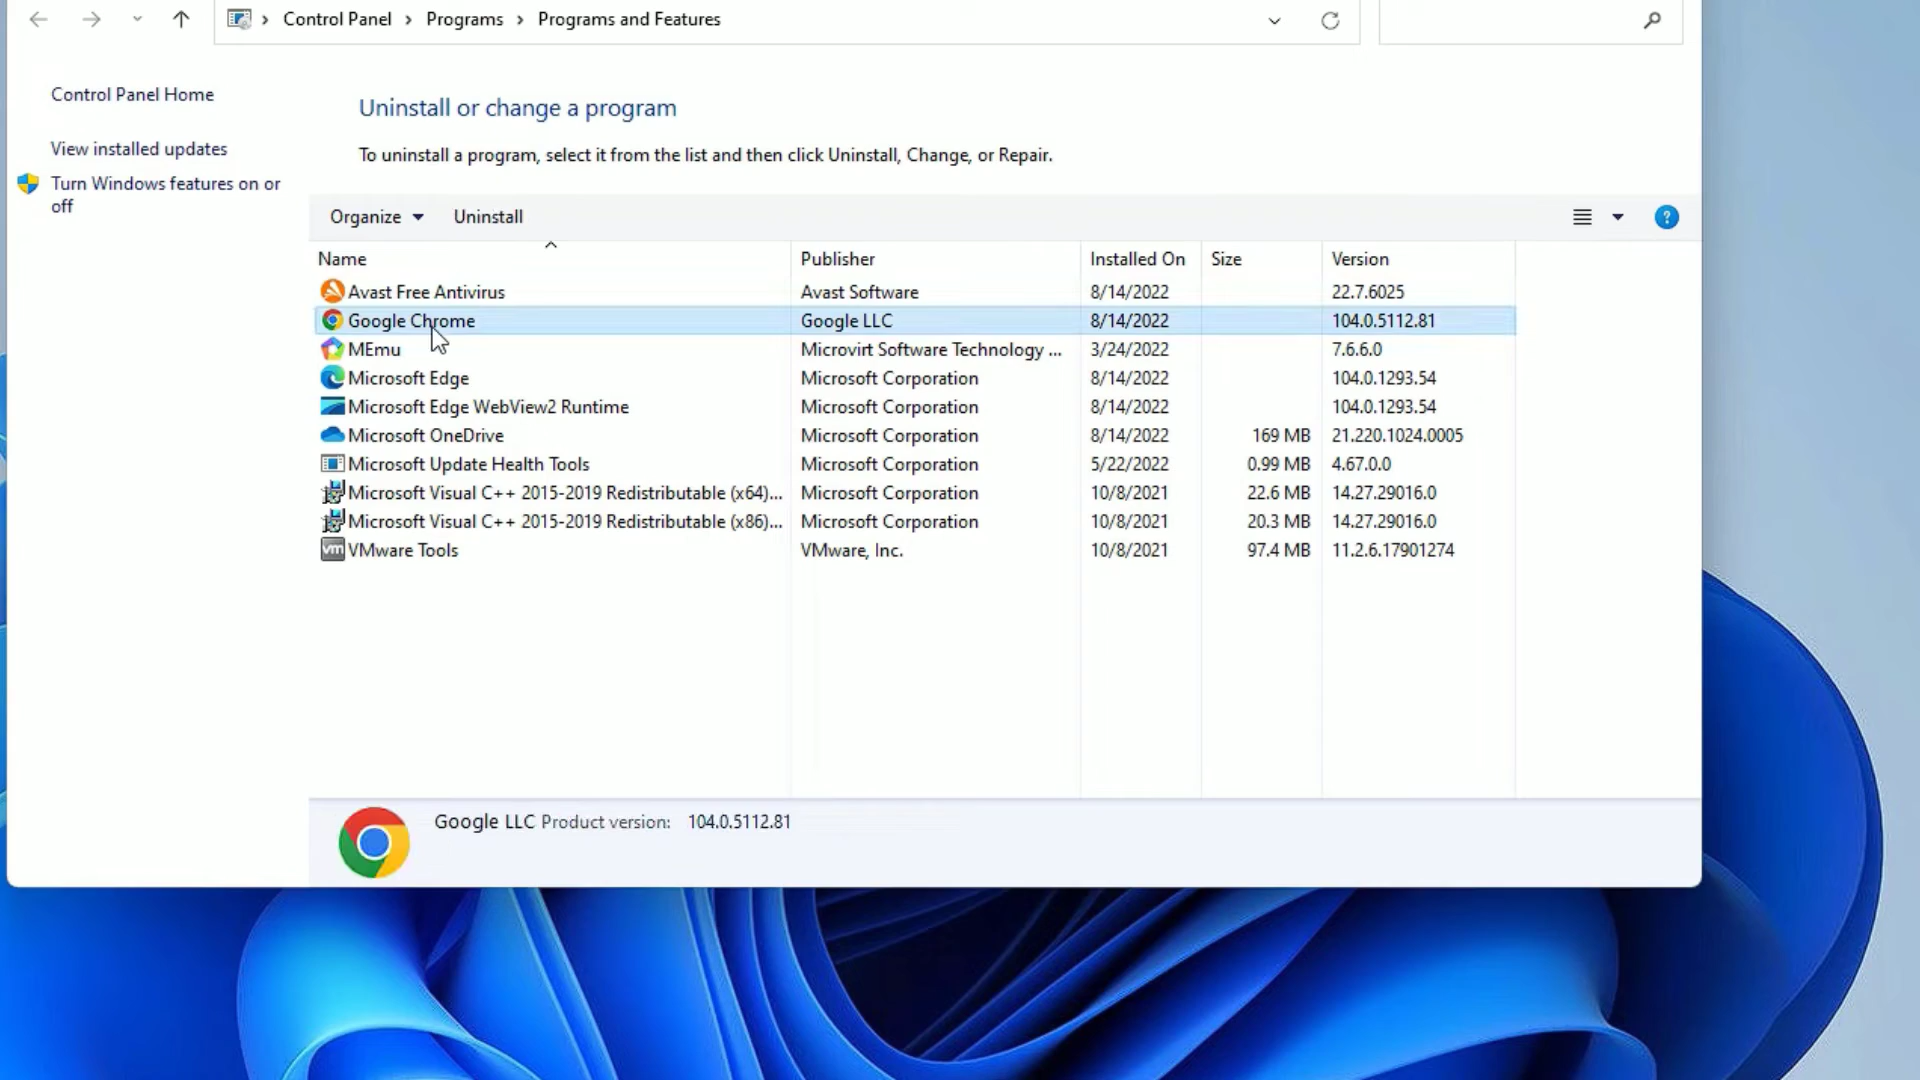 Control Panel > Programs > Programs and Features
Control Panel Home
View installed updates
Turn Windows features on or
off
Uninstall or change a program
To uninstall a program, select it from the list and then click Uninstall, Change, or Repair.
Organize Uninstall ?
Name Publisher Installed On Size Version
Avast Free Antivirus Avast Software 8/14/2022 22.7.6025
Google Chrome Google LLC 8/14/2022 104.0.5112.81
MEmu Microvirt Software Technology ... 3/24/2022 7.6.6.0
Microsoft Edge Microsoft Corporation 8/14/2022 104.0.1293.54
Microsoft Edge WebView2 Runtime Microsoft Corporation 8/14/2022 104.0.1293.54
Microsoft OneDrive Microsoft Corporation 8/14/2022 169 MB 21.220.1024.0005
Microsoft Update Health Tools Microsoft Corporation 5/22/2022 0.99 MB 4.67.0.0
Microsoft Visual C++ 2015-2019 Redistributable (x64)... Microsoft Corporation 10/8/2021 22.6 MB 14.27.29016.0
Microsoft Visual C++ 2015-2019 Redistributable (x86)... Microsoft Corporation 10/8/2021 20.3 MB 14.27.29016.0
vm VMware Tools VMware, Inc. 10/8/2021 97.4 MB 11.2.6.17901274
Google LLC Product version: 104.0.5112.81